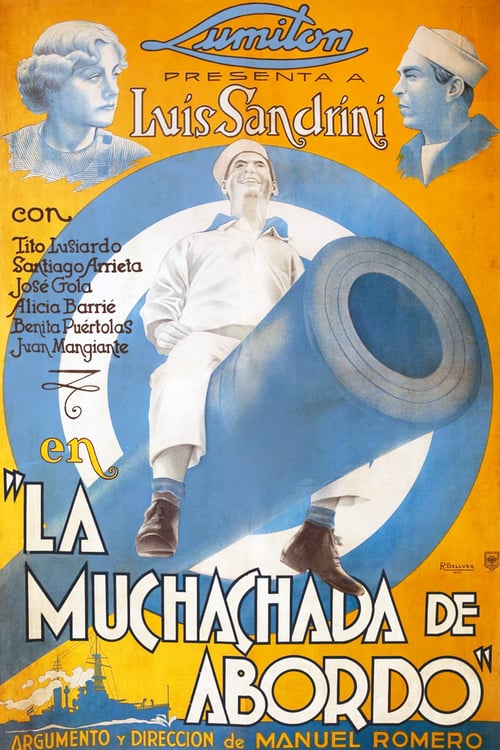 Lumiton
PRESENTA A
Luis Sandrini
con
Tito Lusiardo
Santiago Arrieta
José Gola
Alicia Barrié
Benita Puértolas
Juan Mangiante
en
"LA
MUCHACHADA DE
ABORDO"
R. BELLVER
ARGUMENTO Y DIRECCION de MANUEL ROMERO